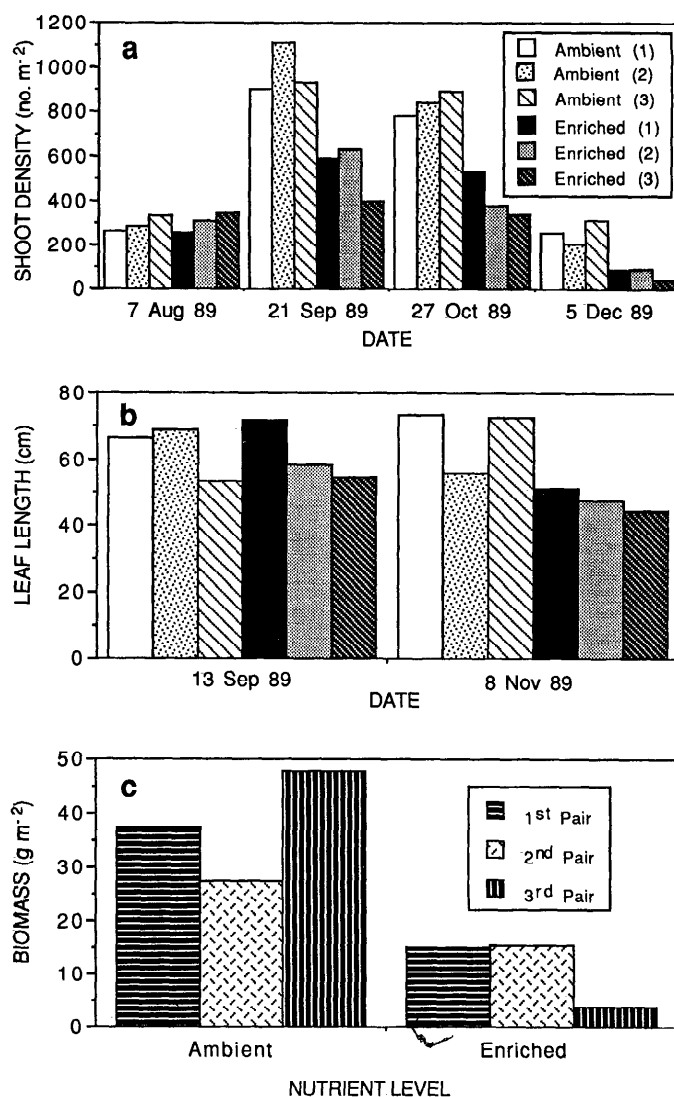 a
SHOOT DENSITY (no. m-2)
1200
1000
800
600
400
200
0
Ambient (1)
Ambient (2)
Ambient (3)
Enriched (1)
Enriched (2)
Enriched (3)
7 Aug 89
21 Sep 89
27 Oct 89
5 Dec 89
DATE
b
LEAF LENGTH (cm)
80
60
40
20
0
13 Sep 89
8 Nov 89
DATE
c
BIOMASS (g m-2)
50
40
30
20
10
0
1st Pair
2nd Pair
3rd Pair
Ambient
Enriched
NUTRIENT LEVEL